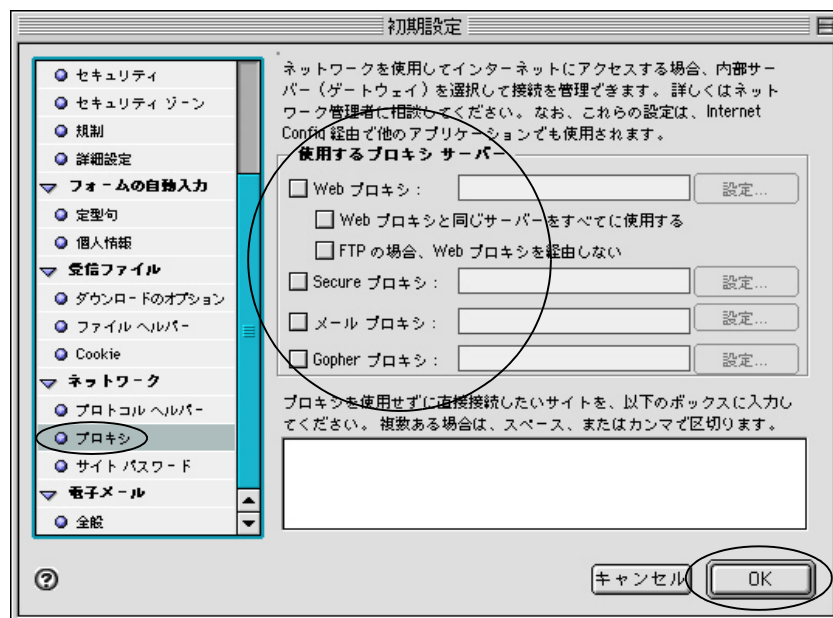 初期設定
セキュリティ
セキュリティ ゾーン
規制
詳細設定
フォームの自動入力
定型句
個人情報
受信ファイル
ダウンロードのオプション
ファイル ヘルパー
Cookie
ネットワーク
プロトコル ヘルパー
プロキシ
サイト パスワード
電子メール
全般
ネットワークを使用してインターネットにアクセスする場合、内部サー
バー（ゲートウェイ）を選択して接続を管理できます。詳しくはネット
ワーク管理者に相談してください。なお、これらの設定は、Internet
Config 経由で他のアプリケーションでも使用されます。
使用するプロキシ サーバー
Web プロキシ： 設定...
Web プロキシと同じサーバーをすべてに使用する
FTP の場合、Web プロキシを経由しない
Secure プロキシ： 設定...
メール プロキシ： 設定...
Gopher プロキシ： 設定...
プロキシを使用せずに直接接続したいサイトを、以下のボックスに入力し
てください。複数ある場合は、スペース、またはカンマで区切ります。
?
キャンセル OK